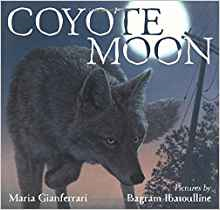 COYOTE
MOON
Maria Gianferrari
Pictures by
Bagram Ibatoulline